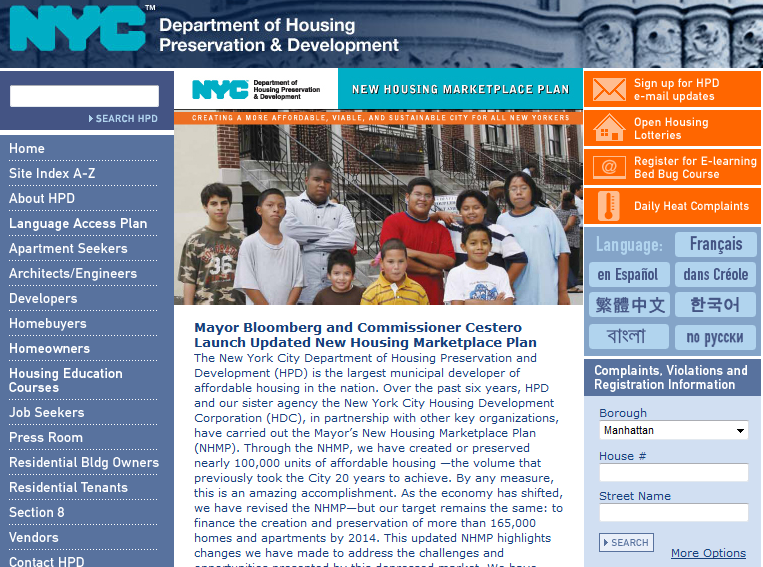 NYC™
Department of Housing
Preservation & Development
SEARCH HPD
Home
Site Index A-Z
About HPD
Language Access Plan
Apartment Seekers
Architects/Engineers
Developers
Homebuyers
Homeowners
Housing Education
Courses
Job Seekers
Press Room
Residential Bldg Owners
Residential Tenants
Section 8
Vendors
Contact HPD
NYC
Department of
Housing Preservation
& Development
NEW HOUSING MARKETPLACE PLAN
CREATING A MORE AFFORDABLE, VIABLE, AND SUSTAINABLE CITY FOR ALL NEW YORKERS
36
Mayor Bloomberg and Commissioner Cestero
Launch Updated New Housing Marketplace Plan
The New York City Department of Housing Preservation and
Development (HPD) is the largest municipal developer of
affordable housing in the nation. Over the past six years, HPD
and our sister agency the New York City Housing Development
Corporation (HDC), in partnership with other key organizations,
have carried out the Mayor’s New Housing Marketplace Plan
(NHMP). Through the NHMP, we have created or preserved
nearly 100,000 units of affordable housing —the volume that
previously took the City 20 years to achieve. By any measure,
this is an amazing accomplishment. As the economy has shifted,
we have revised the NHMP—but our target remains the same: to
finance the creation and preservation of more than 165,000
homes and apartments by 2014. This updated NHMP highlights
changes we have made to address the challenges and
opportunities presented by this depressed market. We have
Sign up for HPD
e-mail updates
Open Housing
Lotteries
Register for E-learning
Bed Bug Course
Daily Heat Complaints
Language:
Français
en Español
dans Créole
繁體中文
한국어
বাংলা
по русски
Complaints, Violations and
Registration Information
Borough
Manhattan
House #
Street Name
SEARCH
More Options